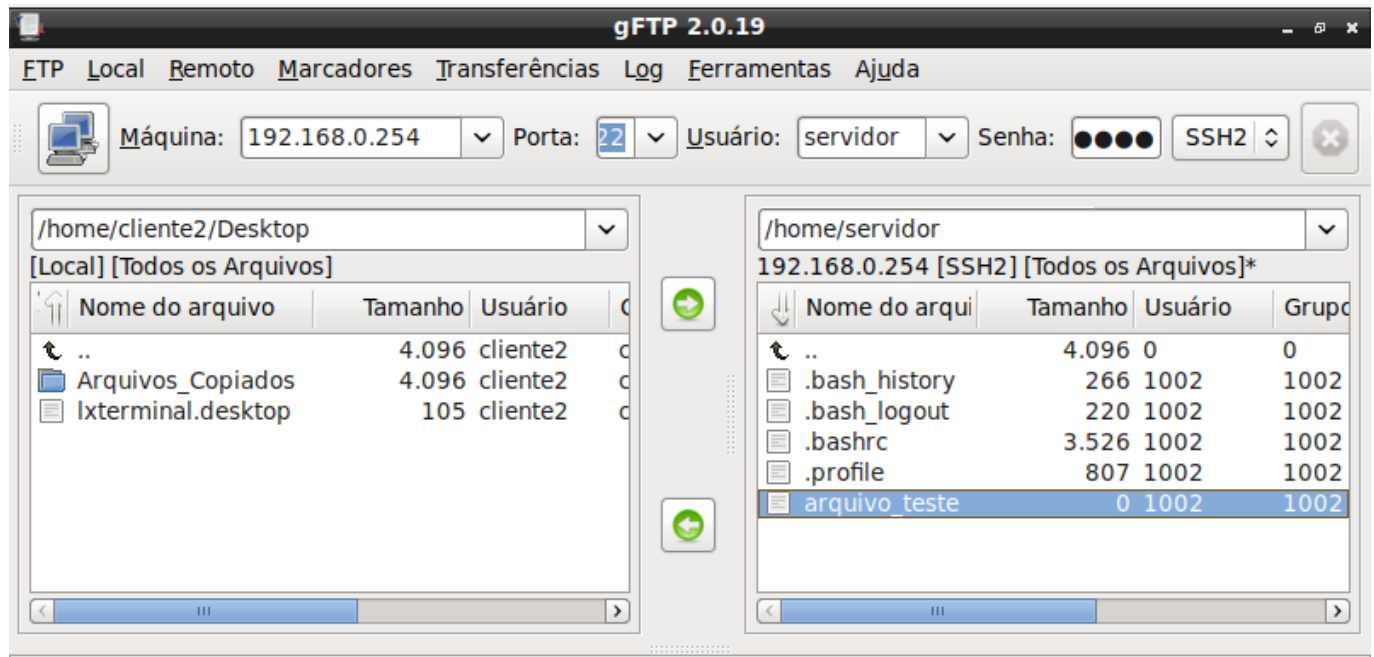 gFTP 2.0.19
FTP Local Remoto Marcadores Transferências Log Ferramentas Ajuda
Máquina: 192.168.0.254 Porta: 22 Usuário: servidor Senha: ●●●● SSH2
/home/cliente2/Desktop
[Local] [Todos os Arquivos]
Nome do arquivo Tamanho Usuário
.. 4.096 cliente2
Arquivos_Copiados 4.096 cliente2
lxterminal.desktop 105 cliente2
/home/servidor
192.168.0.254 [SSH2] [Todos os Arquivos]*
Nome do arqui Tamanho Usuário Grupo
.. 4.096 0 0
.bash_history 266 1002 1002
.bash_logout 220 1002 1002
.bashrc 3.526 1002 1002
.profile 807 1002 1002
arquivo_teste 0 1002 1002